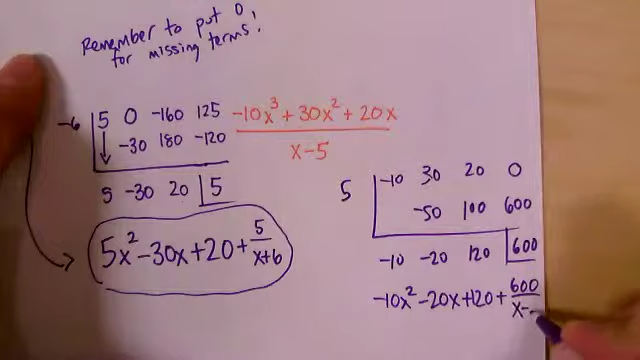 Remember to put 0
for missing terms!
-6 5 0 -160 125
-30 180 -120
5 -30 20 5
5x² - 30x + 20 + 5/(x+6)
-10x³ + 30x² + 20x
x-5
5 -10 30 20 0
-50 100 600
-10 -20 120 600
-10x² - 20x + 120 + 600/(x-